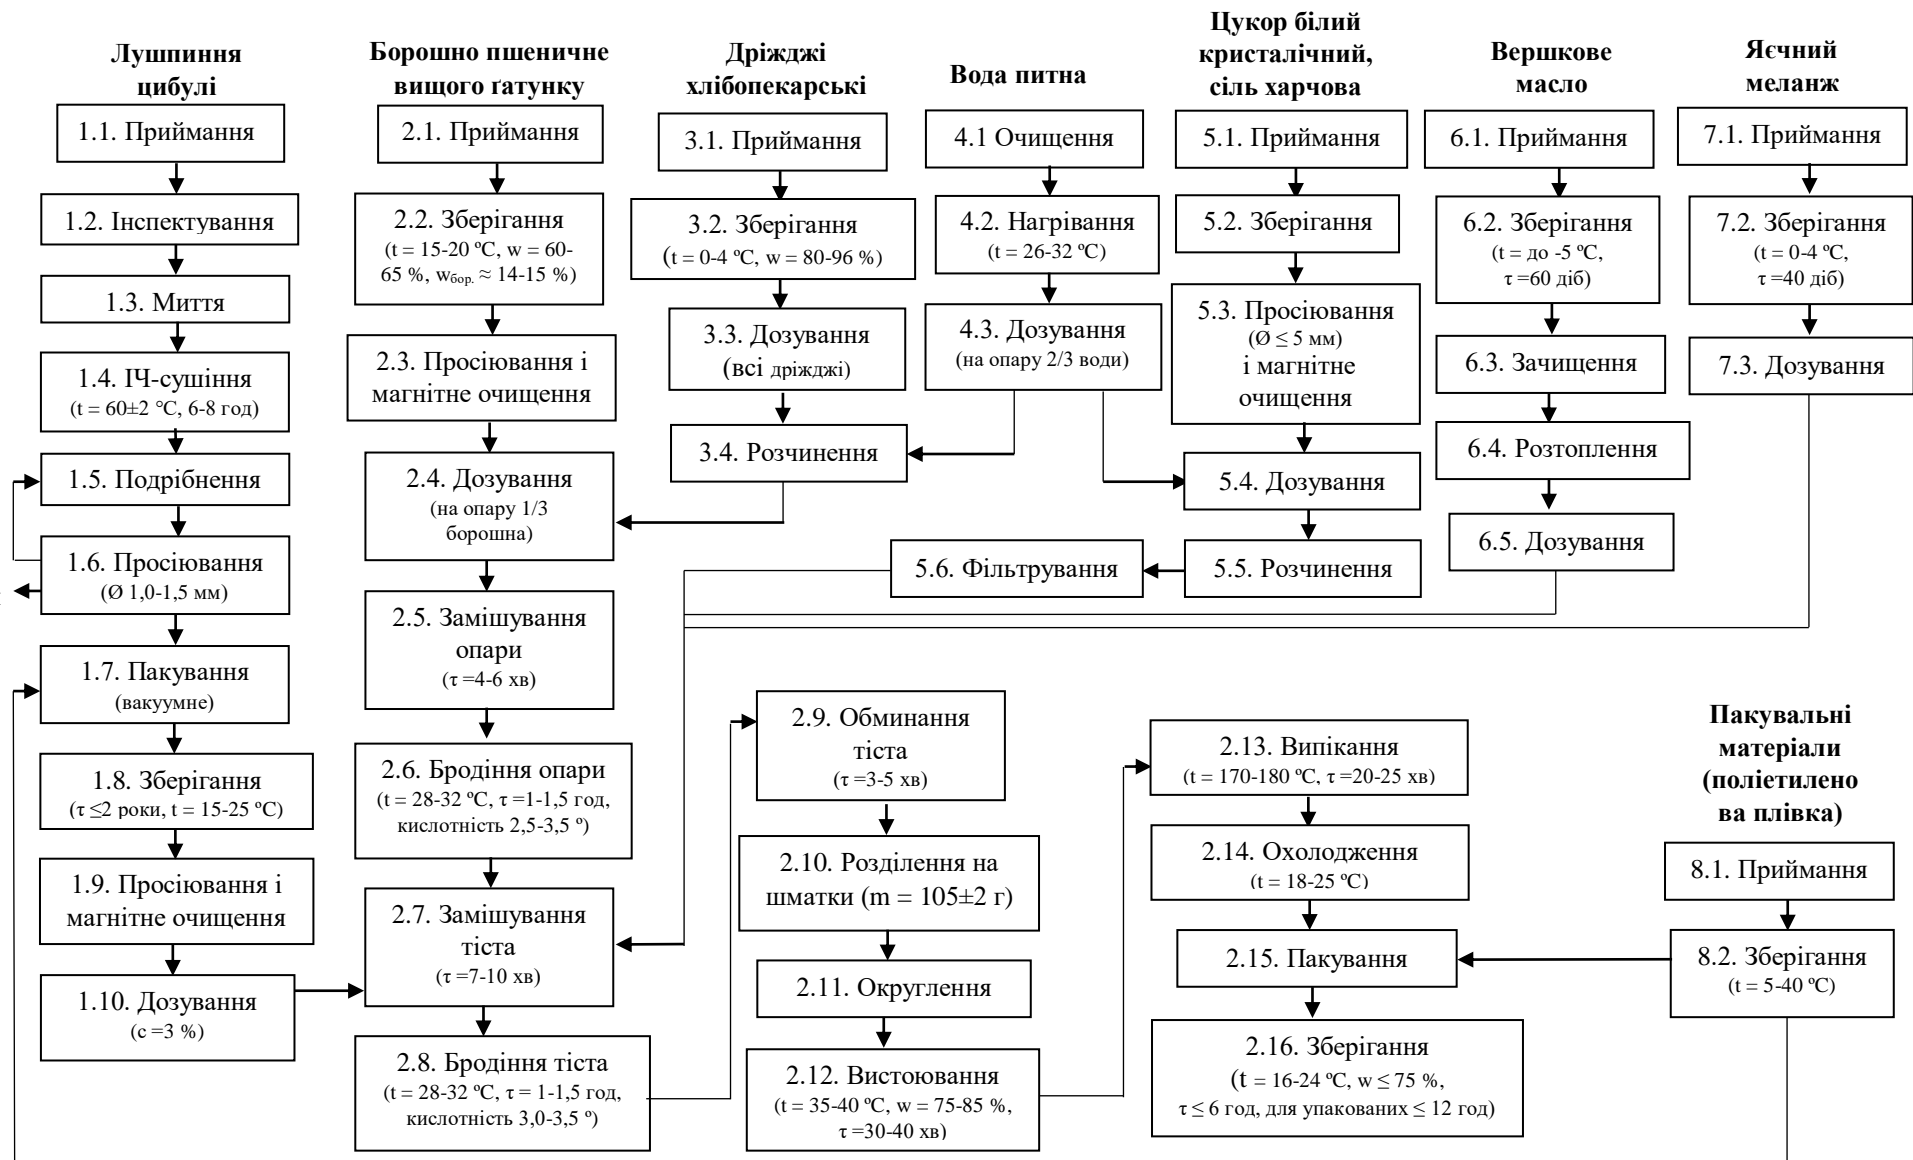 Лушпиння
цибулі
1.1. Приймання
1.2. Інспектування
1.3. Миття
1.4. ІЧ-сушіння
(t = 60±2 °С, 6-8 год)
1.5. Подрібнення
1.6. Просіювання
(Ø 1,0-1,5 мм)
1.7. Пакування
(вакуумне)
1.8. Зберігання
(τ ≤2 роки, t = 15-25 ºС)
1.9. Просіювання і
магнітне очищення
1.10. Дозування
(с =3 %)
Борошно пшеничне
вищого ґатунку
2.1. Приймання
2.2. Зберігання
(t = 15-20 ºС, w = 60-
65 %, wбор. ≈ 14-15 %)
2.3. Просіювання і
магнітне очищення
2.4. Дозування
(на опару 1/3
борошна)
2.5. Замішування
опари
(τ =4-6 хв)
2.6. Бродіння опари
(t = 28-32 ºС, τ =1-1,5 год,
кислотність 2,5-3,5 º)
2.7. Замішування
тіста
(τ =7-10 хв)
2.8. Бродіння тіста
(t = 28-32 ºС, τ = 1-1,5 год,
кислотність 3,0-3,5 º)
Дріжджі
хлібопекарські
3.1. Приймання
3.2. Зберігання
(t = 0-4 ºС, w = 80-96 %)
3.3. Дозування
(всі дріжджі)
3.4. Розчинення
Вода питна
4.1 Очищення
4.2. Нагрівання
(t = 26-32 ºС)
4.3. Дозування
(на опару 2/3 води)
Цукор білий
кристалічний,
сіль харчова
5.1. Приймання
5.2. Зберігання
5.3. Просіювання
(Ø ≤ 5 мм)
і магнітне
очищення
5.4. Дозування
5.5. Розчинення
5.6. Фільтрування
Вершкове
масло
6.1. Приймання
6.2. Зберігання
(t = до -5 ºС,
τ =60 діб)
6.3. Зачищення
6.4. Розтоплення
6.5. Дозування
Яєчний
меланж
7.1. Приймання
7.2. Зберігання
(t = 0-4 ºС,
τ =40 діб)
7.3. Дозування
2.9. Обминання
тіста
(τ =3-5 хв)
2.10. Розділення на
шматки (m = 105±2 г)
2.11. Округлення
2.12. Вистоювання
(t = 35-40 ºС, w = 75-85 %,
τ =30-40 хв)
2.13. Випікання
(t = 170-180 ºС, τ =20-25 хв)
2.14. Охолодження
(t = 18-25 ºС)
2.15. Пакування
2.16. Зберігання
(t = 16-24 ºС, w ≤ 75 %,
τ ≤ 6 год, для упакованих ≤ 12 год)
Пакувальні
матеріали
(поліетилено
ва плівка)
8.1. Приймання
8.2. Зберігання
(t = 5-40 ºС)